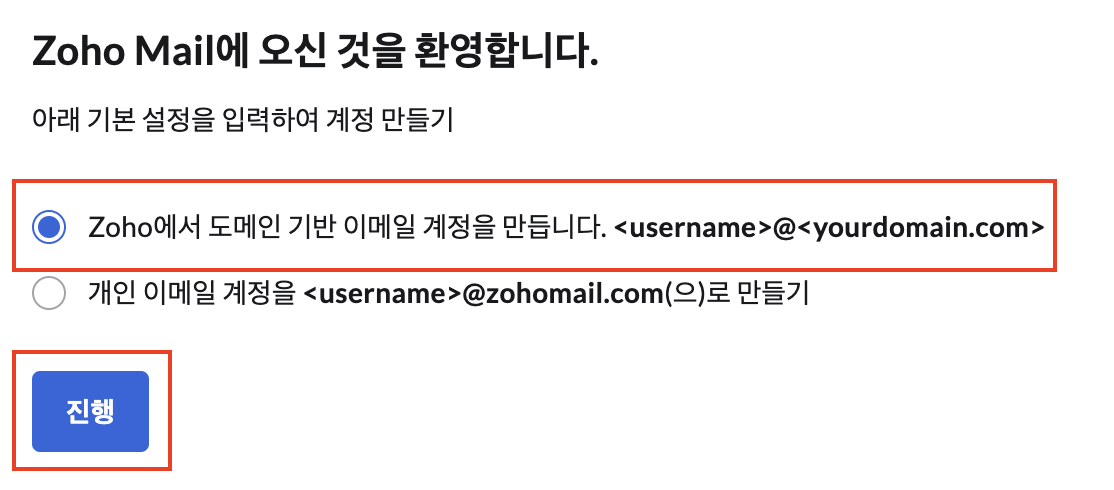 Zoho Mail에 오신 것을 환영합니다.
아래 기본 설정을 입력하여 계정 만들기
Zoho에서 도메인 기반 이메일 계정을 만듭니다. <username>@<yourdomain.com>
개인 이메일 계정을 <username>@zohomail.com(으)로 만들기
진행